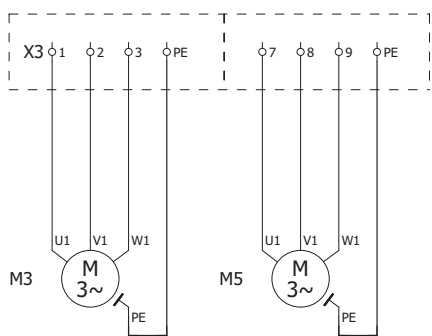 X3 1 2 3 PE 7 8 9 PE
U1 V1 W1 U1 V1 W1
M3 M 3~ M5 M 3~
PE PE